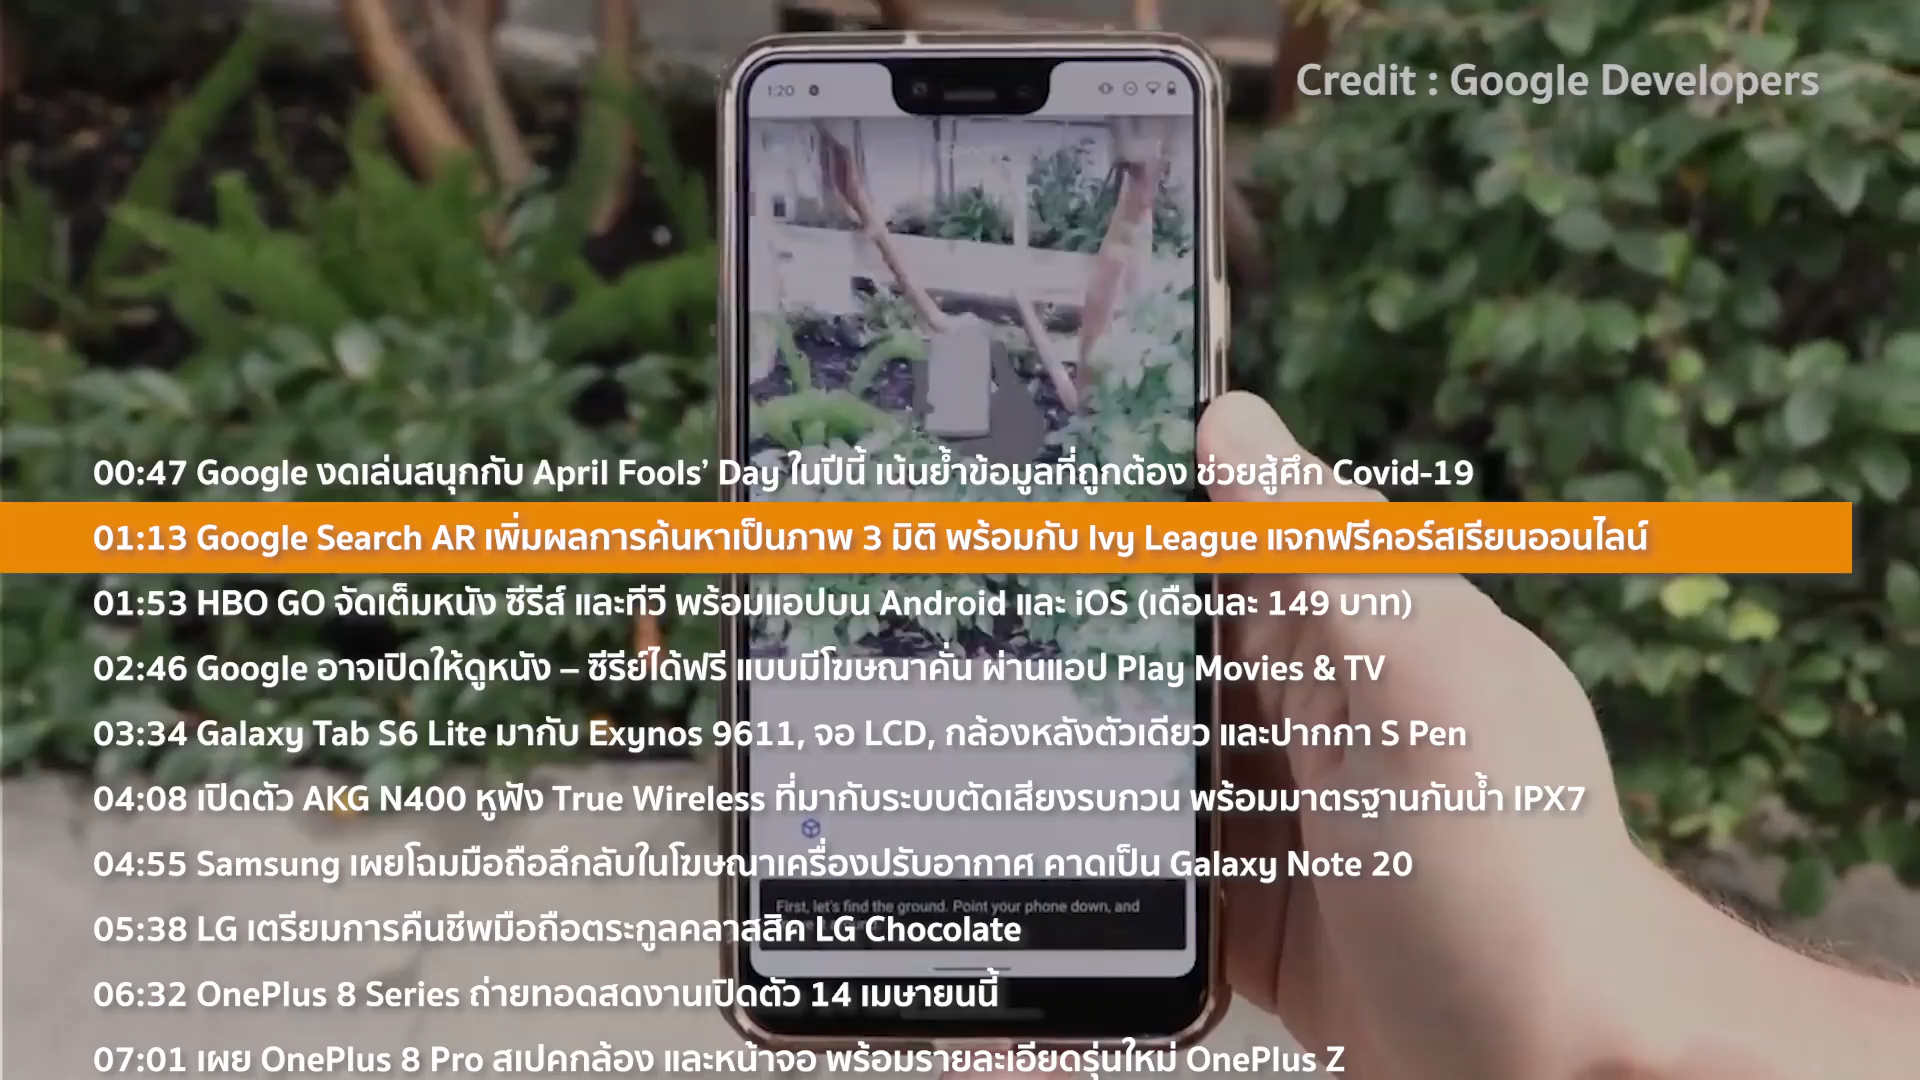 Credit : Google Developers
1:20
00:47 Google งดเล่นสนุกกับ April Fools’ Day ในปีนี้ เน้นย้ำข้อมูลที่ถูกต้อง ช่วยสู้ศึก Covid-19
01:13 Google Search AR เพิ่มผลการค้นหาเป็นภาพ 3 มิติ พร้อมกับ Ivy League แจกฟรีคอร์สเรียนออนไลน์
01:53 HBO GO จัดเต็มหนัง ซีรีส์ และทีวี พร้อมแอปบน Android และ iOS (เดือนละ 149 บาท)
02:46 Google อาจเปิดให้ดูหนัง – ซีรีย์ได้ฟรี แบบมีโฆษณาคั่น ผ่านแอป Play Movies & TV
03:34 Galaxy Tab S6 Lite มากับ Exynos 9611, จอ LCD, กล้องหลังตัวเดียว และปากกา S Pen
04:08 เปิดตัว AKG N400 หูฟัง True Wireless ที่มากับระบบตัดเสียงรบกวน พร้อมมาตรฐานกันน้ำ IPX7
04:55 Samsung เผยโฉมมือถือลึกลับในโฆษณาเครื่องปรับอากาศ คาดเป็น Galaxy Note 20
First, let's find the ground. Point your phone down, and
05:38 LG เตรียมการคืนชีพมือถือตระกูลคลาสสิค LG Chocolate
06:32 OnePlus 8 Series ถ่ายทอดสดงานเปิดตัว 14 เมษายนนี้
07:01 เผย OnePlus 8 Pro สเปคกล้อง และหน้าจอ พร้อมรายละเอียดรุ่นใหม่ OnePlus Z